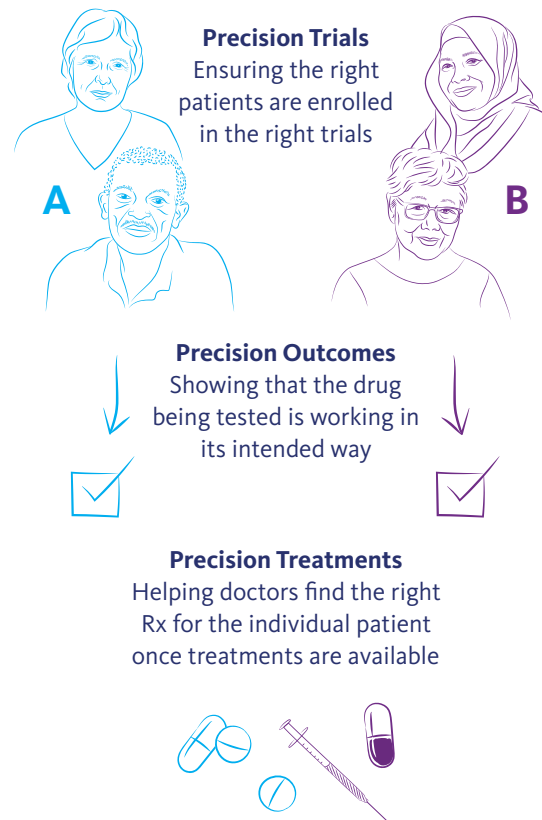 Precision Trials
Ensuring the right
patients are enrolled
in the right trials
A
B
Precision Outcomes
Showing that the drug
being tested is working in
its intended way
Precision Treatments
Helping doctors find the right
Rx for the individual patient
once treatments are available